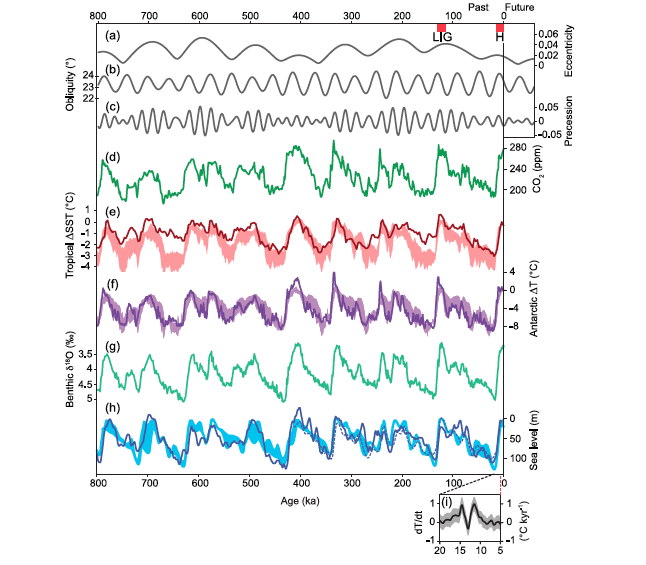 800 700 600 500 400 300 200 100 0
Past Future
LIG H
(a)
0.06
0.04
0.02
0
Eccentricity
(b)
24
23
22
Obliquity (°)
(c)
0.05
-0.05
Precession
(d)
280
240
200
CO2 (ppm)
(e)
1
0
-1
-2
-3
-4
Tropical ΔSST (°C)
(f)
4
0
-4
-8
Antarctic ΔT (°C)
(g)
3.5
4
4.5
5
Benthic δ18O (‰)
(h)
0
50
100
Sea level (m)
800 700 600 500 400 300 200 100 0
Age (ka)
(i)
1
0
-1
dT/dt
1
0
-1
(°C kyr-1)
20 15 10 5